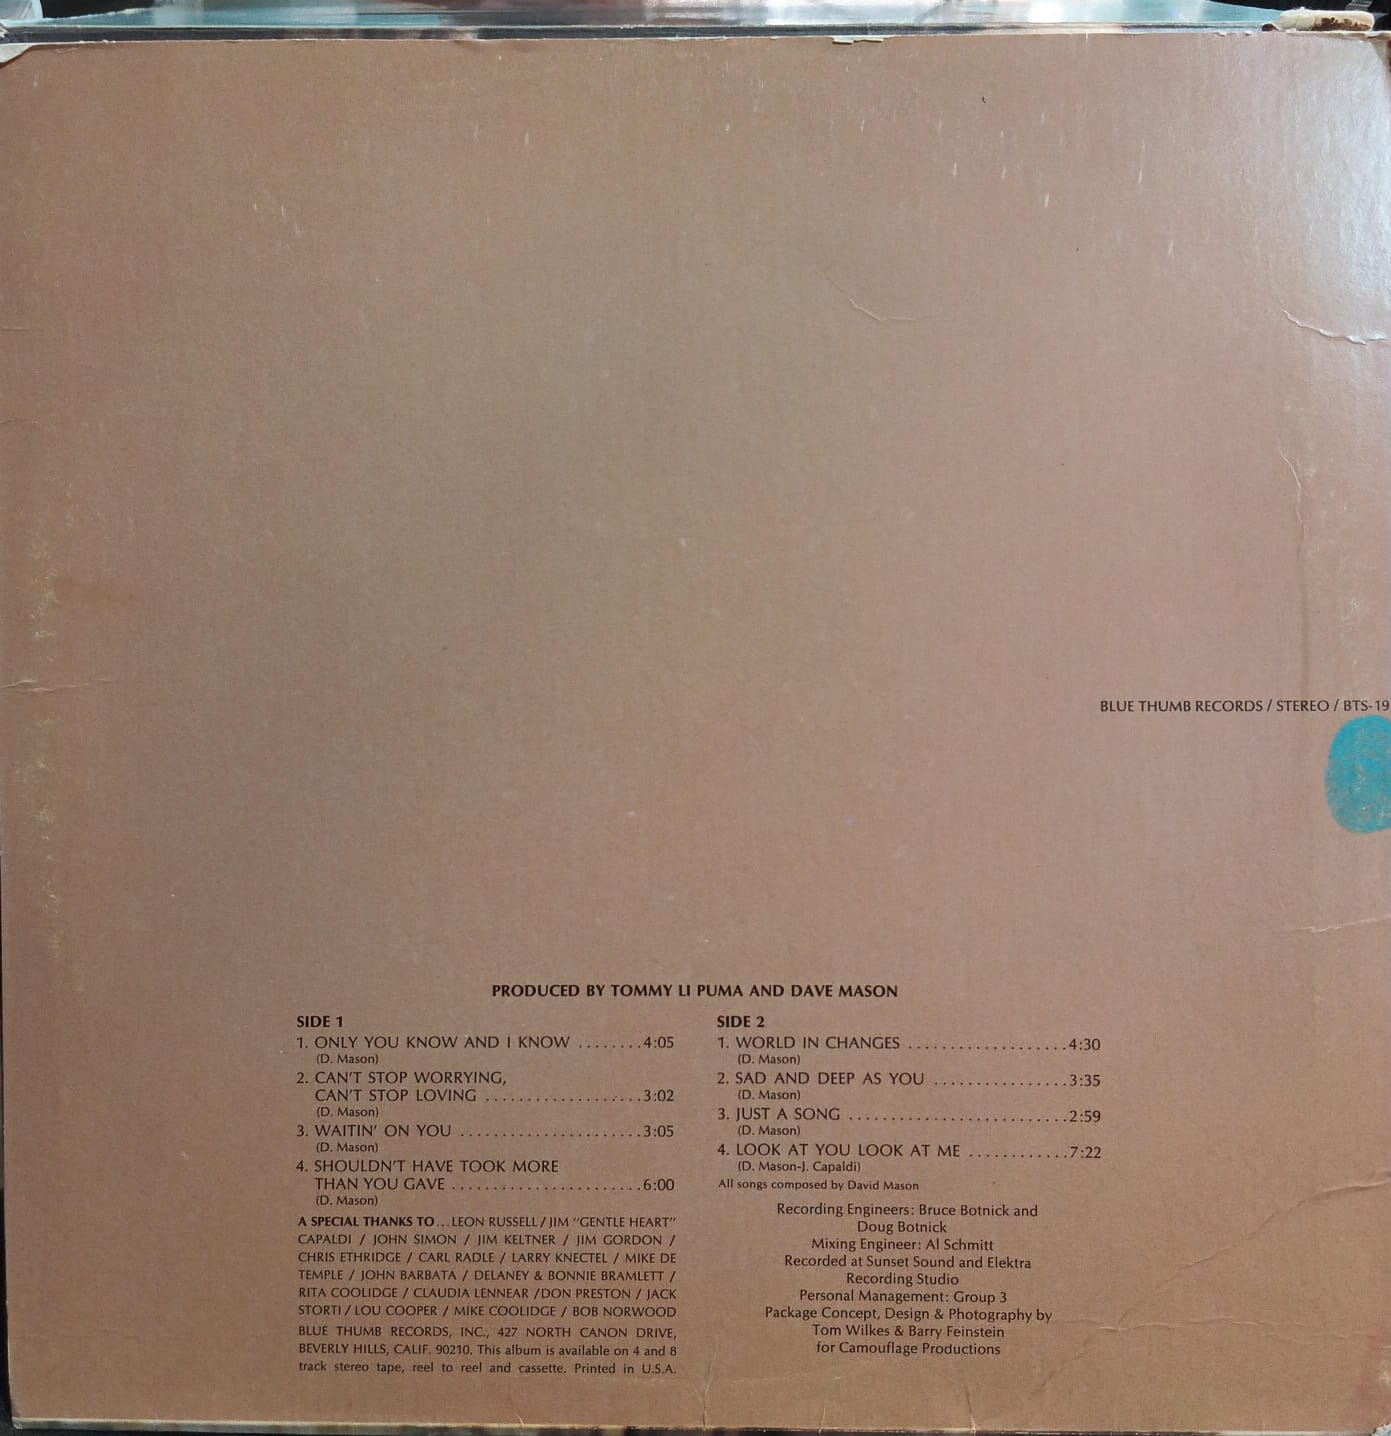 BLUE THUMB RECORDS / STEREO / BTS-19
PRODUCED BY TOMMY LI PUMA AND DAVE MASON
SIDE 1
1. ONLY YOU KNOW AND I KNOW ........4:05
(D. Mason)
2. CAN'T STOP WORRYING,
CAN'T STOP LOVING ....................3:02
(D. Mason)
3. WAITIN' ON YOU .......................3:05
(D. Mason)
4. SHOULDN'T HAVE TOOK MORE
THAN YOU GAVE ........................6:00
(D. Mason)
A SPECIAL THANKS TO...LEON RUSSELL/JIM "GENTLE HEART"
CAPALDI / JOHN SIMON / JIM KELTNER / JIM GORDON /
CHRIS ETHRIDGE / CARL RADLE / LARRY KNECTEL / MIKE DE
TEMPLE / JOHN BARBATA / DELANEY & BONNIE BRAMLETT /
RITA COOLIDGE / CLAUDIA LENNEAR /DON PRESTON / JACK
STORTI / LOU COOPER / MIKE COOLIDGE / BOB NORWOOD
BLUE THUMB RECORDS, INC., 427 NORTH CANON DRIVE,
BEVERLY HILLS, CALIF. 90210. This album is available on 4 and 8
track stereo tape, reel to reel and cassette. Printed in U.S.A.
SIDE 2
1. WORLD IN CHANGES ....................4:30
(D. Mason)
2. SAD AND DEEP AS YOU .................3:35
(D. Mason)
3. JUST A SONG ............................2:59
(D. Mason)
4. LOOK AT YOU LOOK AT ME ............7:22
(D. Mason-J. Capaldi)
All songs composed by David Mason
Recording Engineers: Bruce Botnick and
Doug Botnick
Mixing Engineer: Al Schmitt
Recorded at Sunset Sound and Elektra
Recording Studio
Personal Management: Group 3
Package Concept, Design & Photography by
Tom Wilkes & Barry Feinstein
for Camouflage Productions